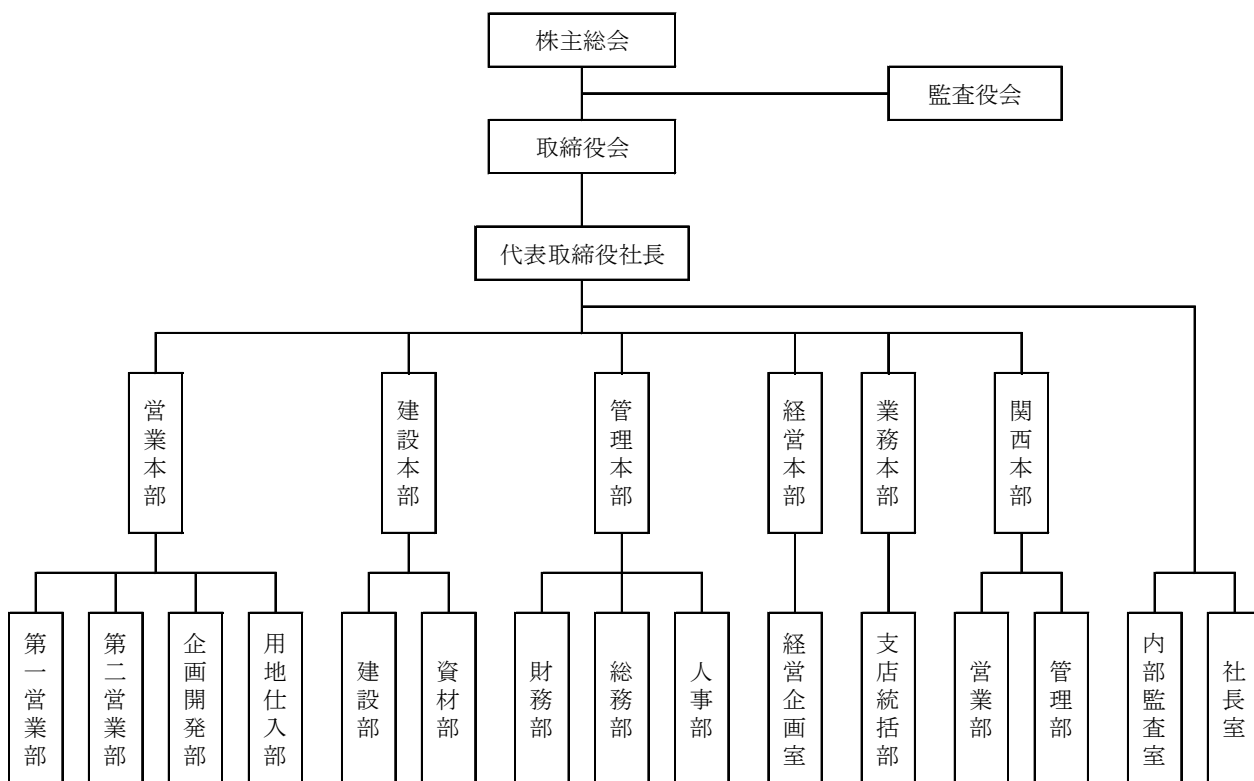 株主総会
監査役会
取締役会
代表取締役社長
営業本部
建設本部
管理本部
経営本部
業務本部
関西本部
第一営業部
第二営業部
企画開発部
用地仕入部
建設部
資材部
財務部
総務部
人事部
経営企画室
支店統括部
営業部
管理部
内部監査室
社長室